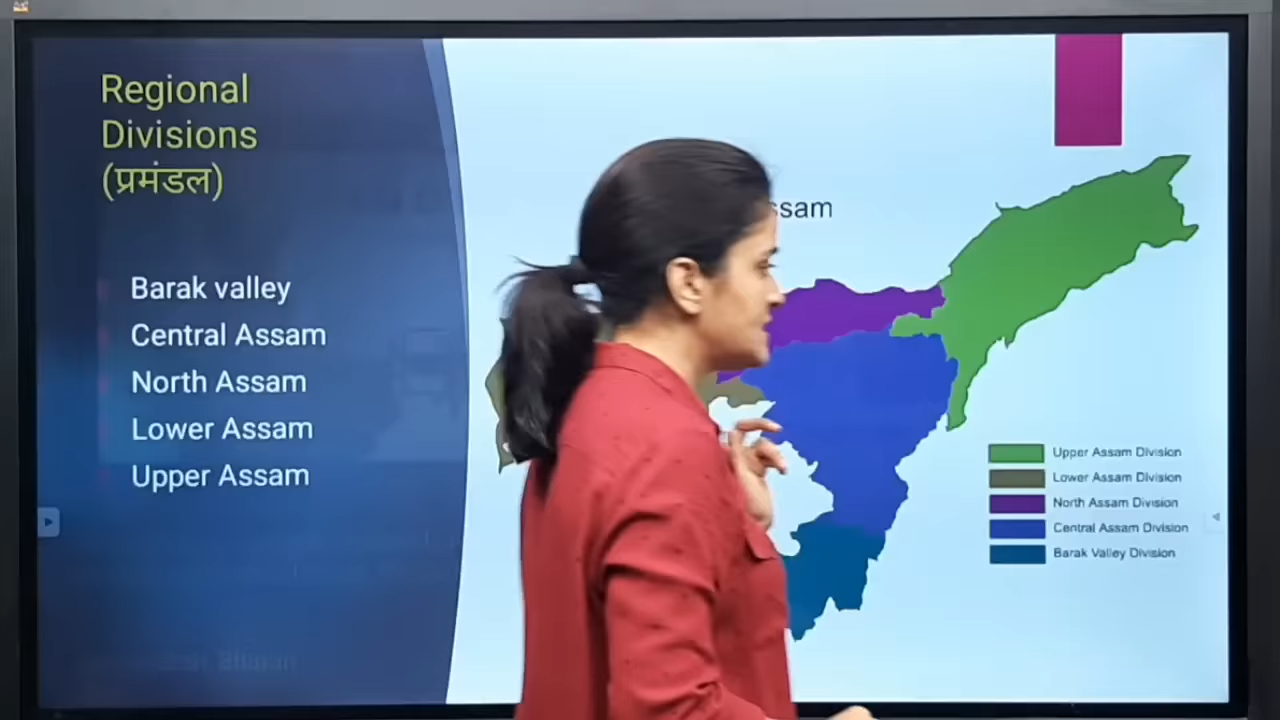 Regional
Divisions
(प्रमंडल)
Barak valley
Central Assam
North Assam
Lower Assam
Upper Assam
ssam
Upper Assam Division
Lower Assam Division
North Assam Division
Central Assam Division
Barak Valley Division